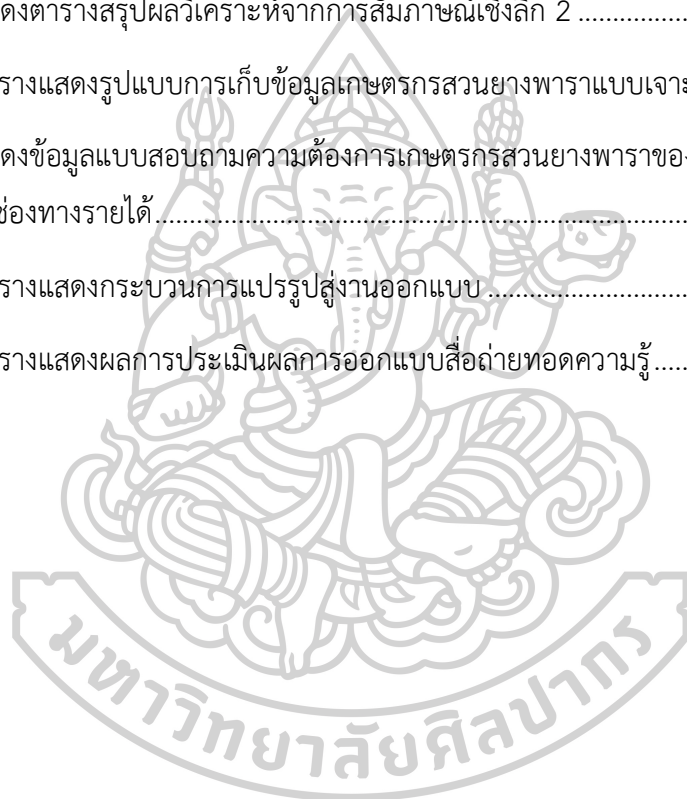 ดงตารางสรุปผลวิเคราะห์จากการสัมภาษณ์เชิงลึก 2 ................
รางแสดงรูปแบบการเก็บข้อมูลเกษตรกรสวนยางพาราแบบเจาะ
ดงข้อมูลแบบสอบถามความต้องการเกษตรกรสวนยางพาราของ
ช่องทางรายได้................................................................................
รางแสดงกระบวนการแปรรูปสู่งานออกแบบ ..............................
รางแสดงผลการประเมินผลการออกแบบสื่อถ่ายทอดความรู้.....
มหาวิทยาลัยศิลปากร